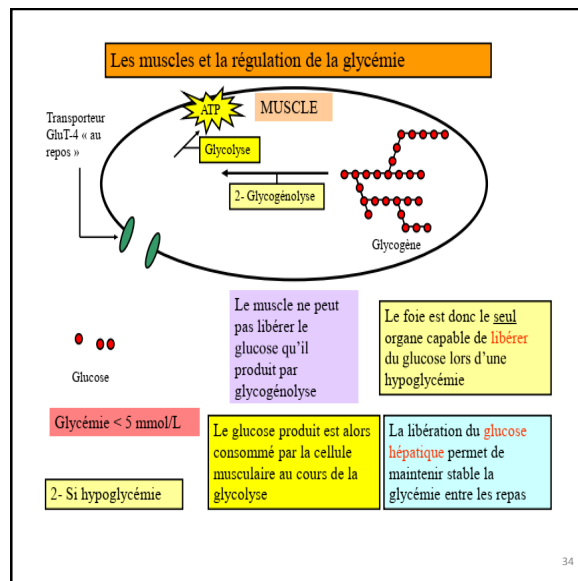 Les muscles et la régulation de la glycémie
Transporteur
GluT-4 « au
repos »
ATP
MUSCLE
Glycolyse
2- Glycogénolyse
Glycogène
Glucose
Le muscle ne peut
pas libérer le
glucose qu'il
produit par
glycogénolyse
Le foie est donc le seul
organe capable de libérer
du glucose lors d'une
hypoglycémie
Glycémie < 5 mmol/L
2- Si hypoglycémie
Le glucose produit est alors
consommé par la cellule
musculaire au cours de la
glycolyse
La libération du glucose
hépatique permet de
maintenir stable la
glycémie entre les repas
34